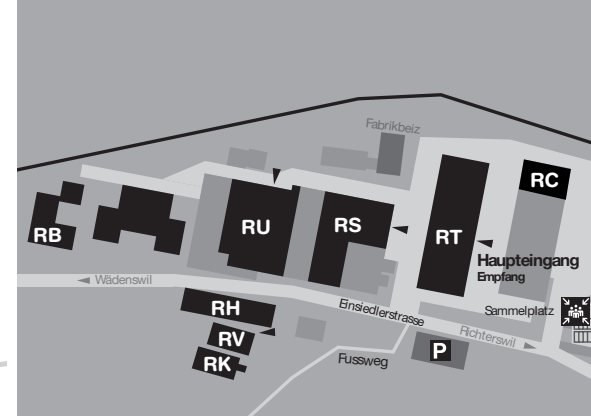 Fabrikbeiz
RC
RB
RU
RS
RT
Haupteingang
Empfang
Wädenswil
RH
Einsiedlerstrasse
Sammelplatz
RV
Richterswil
RK
Fussweg
P